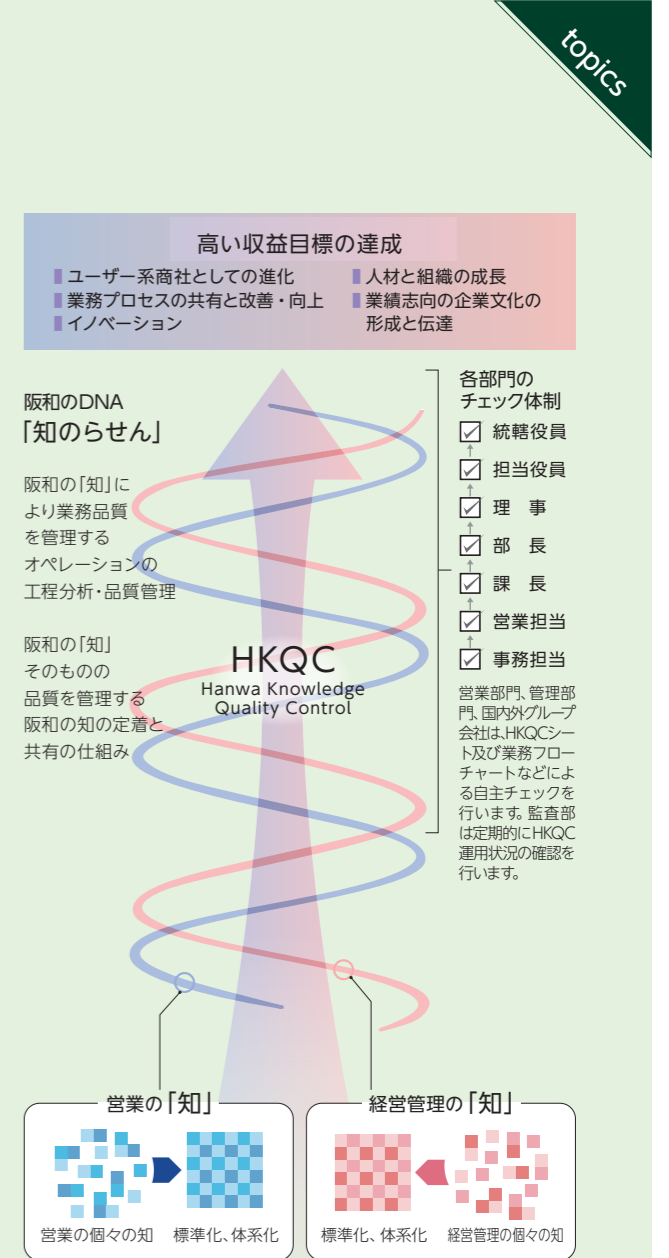 topics
高い収益目標の達成
ユーザー系商社としての進化
業務プロセスの共有と改善・向上
イノベーション
人材と組織の成長
業績志向の企業文化の
形成と伝達
阪和のDNA
「知のらせん」
阪和の「知」に
より業務品質
を管理する
オペレーションの
工程分析・品質管理
阪和の「知」
そのものの
品質を管理する
阪和の知の定着と
共有の仕組み
HKQC
Hanwa Knowledge
Quality Control
各部門の
チェック体制
統轄役員
担当役員
理　事
部　長
課　長
営業担当
事務担当
営業部門、管理部
門、国内外グループ
会社は、HKQCシー
ト及び業務フロー
チャートなどによ
る自主チェックを
行います。監査部
は定期的にHKQC
運用状況の確認を
行います。
営業の「知」
営業の個々の知
標準化、体系化
経営管理の「知」
標準化、体系化
経営管理の個々の知